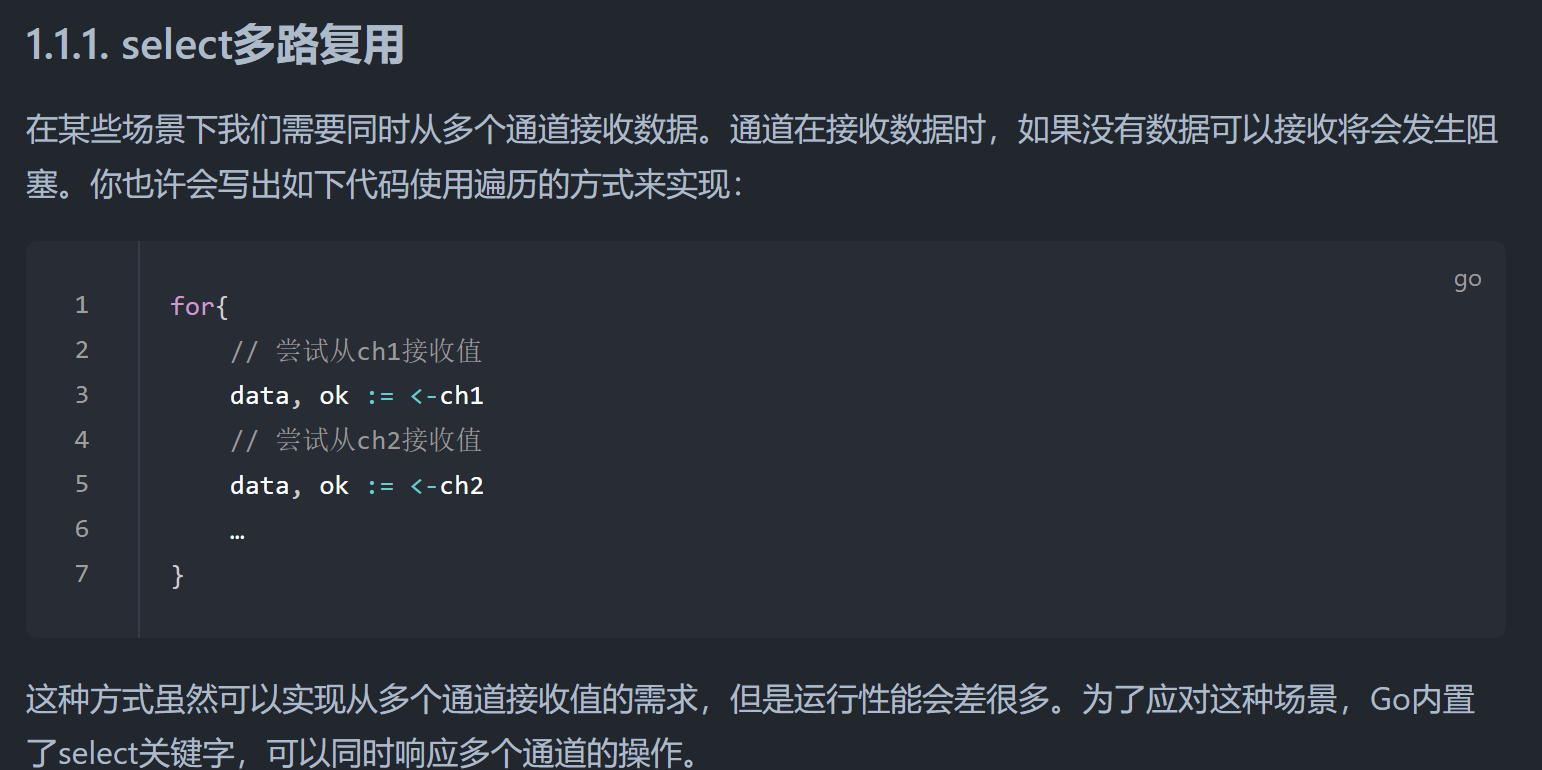 1.1.1. select多路复用
在某些场景下我们需要同时从多个通道接收数据。通道在接收数据时，如果没有数据可以接收将会发生阻
塞。你也许会写出如下代码使用遍历的方式来实现：
go
1 for{
2     // 尝试从ch1接收值
3     data, ok := <-ch1
4     // 尝试从ch2接收值
5     data, ok := <-ch2
6     …
7 }
这种方式虽然可以实现从多个通道接收值的需求，但是运行性能会差很多。为了应对这种场景，Go内置
了select关键字，可以同时响应多个通道的操作。